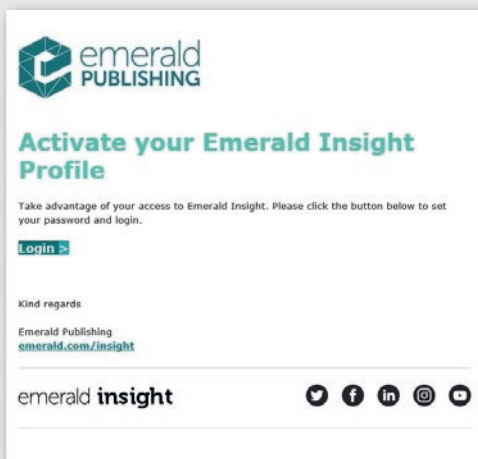 emerald
PUBLISHING
Activate your Emerald Insight
Profile
Take advantage of your access to Emerald Insight. Please click the button below to set
your password and login.
Login >
Kind regards
Emerald Publishing
emerald.com/insight
emerald insight